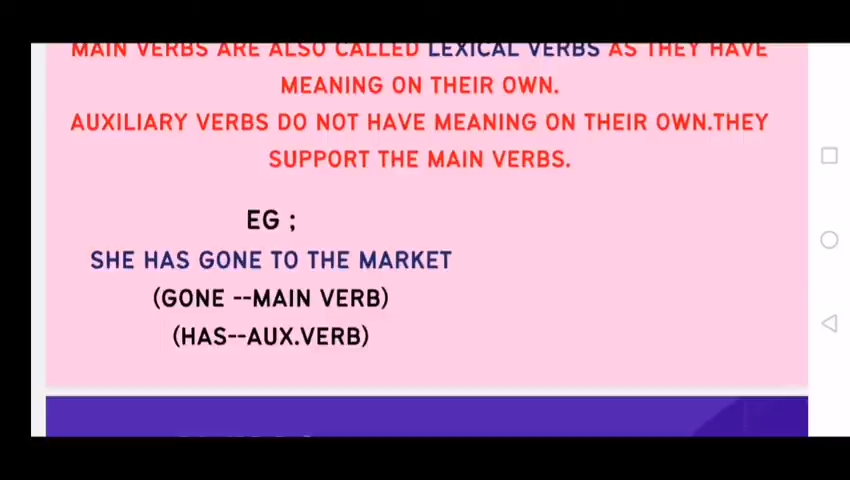 MAIN VERBS ARE ALSO CALLED LEXICAL VERBS AS THEY HAVE
MEANING ON THEIR OWN.
AUXILIARY VERBS DO NOT HAVE MEANING ON THEIR OWN.THEY
SUPPORT THE MAIN VERBS.
EG ;
SHE HAS GONE TO THE MARKET
(GONE --MAIN VERB)
(HAS--AUX.VERB)